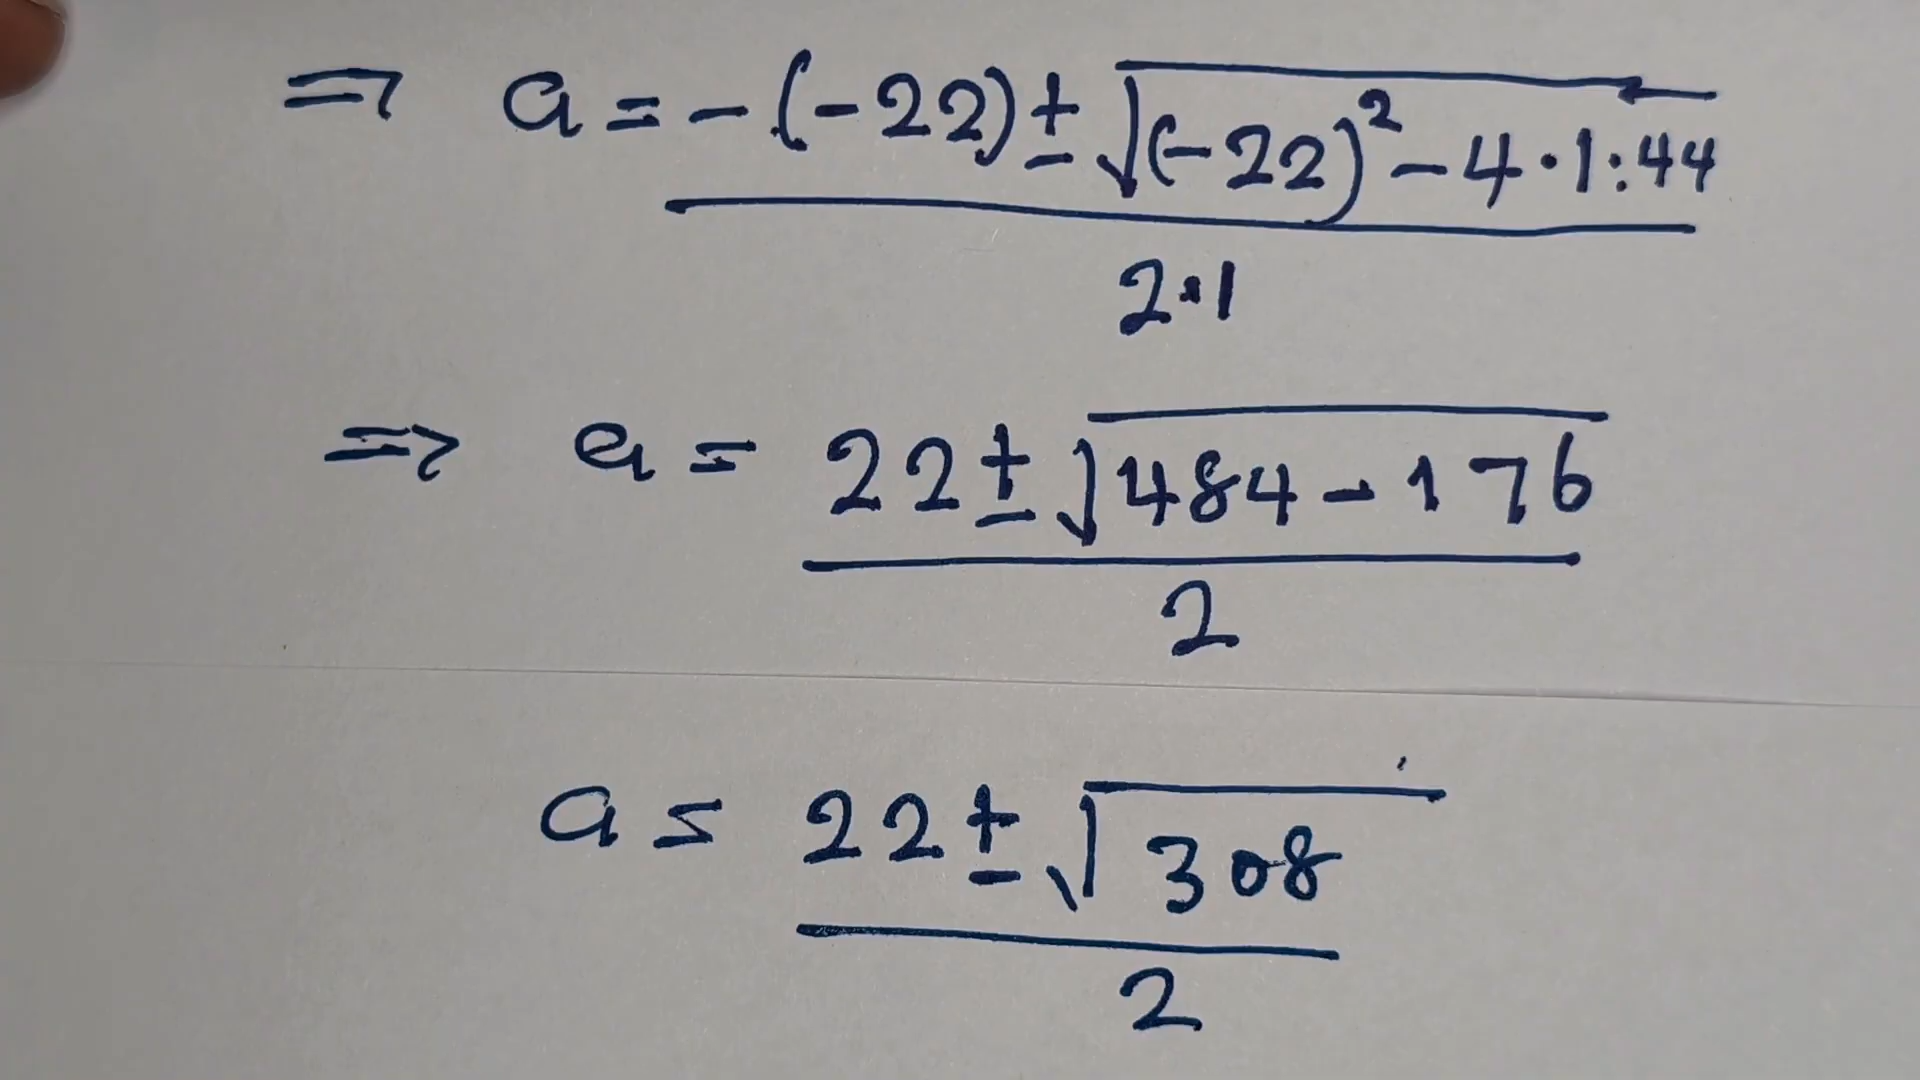 ⇒ a = -(-22) ± √(-22)² - 4·1·44
2·1
⇒ a = 22 ± √484 - 176
2
a = 22 ± √308
2